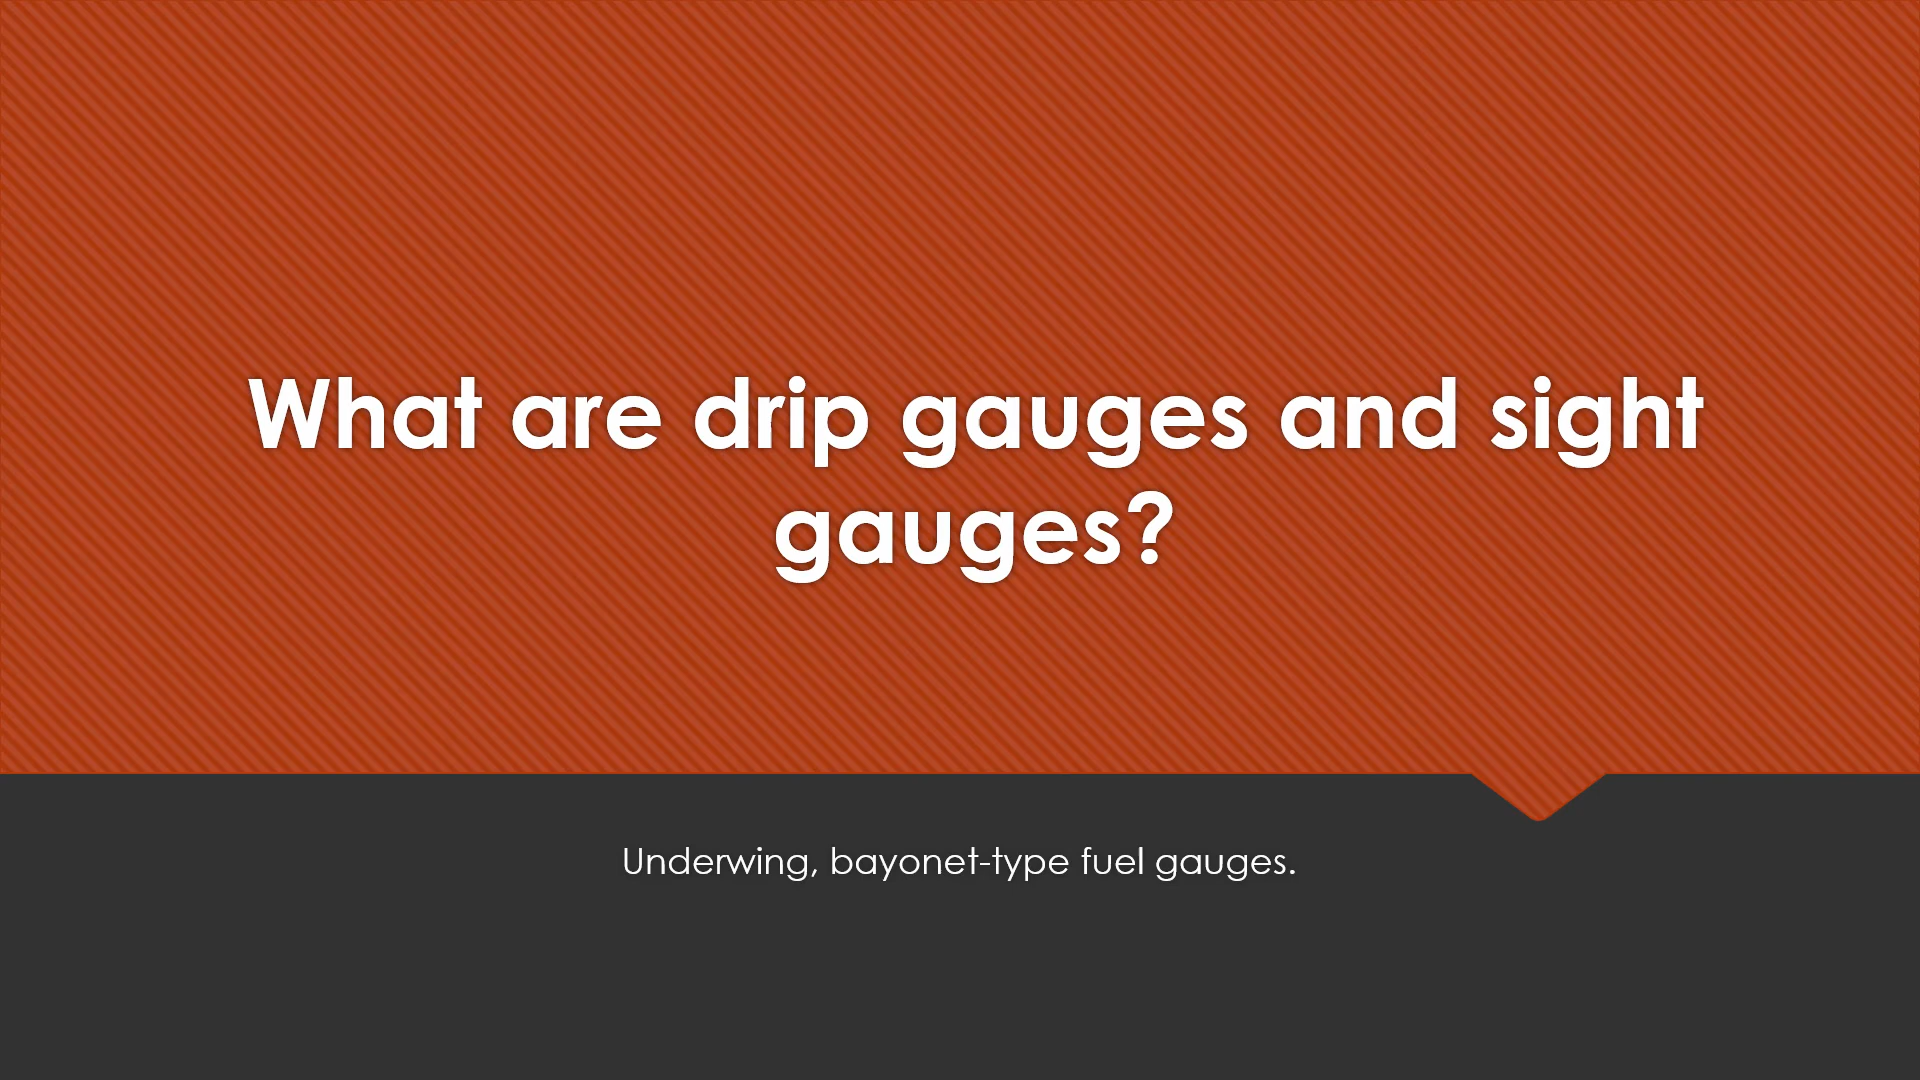 What are drip gauges and sight
gauges?
Underwing, bayonet-type fuel gauges.